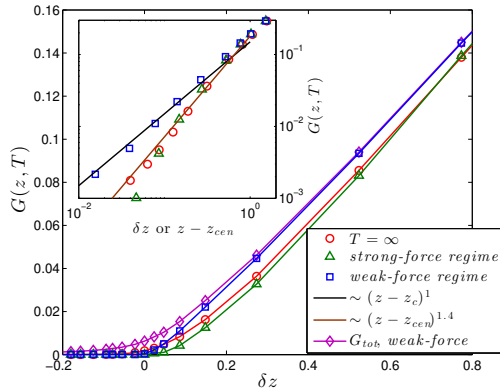 0.16
0.14
0.12
0.1
0.08
0.06
0.04
0.02
0
G(z, T)
-0.2
0
0.2
0.4
0.6
0.8
δz
10^-2
10^0
δz or z − z_cen
10^-1
10^-2
10^-3
G(z, T)
T = ∞
strong-force regime
weak-force regime
∼ (z − z_c)^1
∼ (z − z_cen)^1.4
G_tot, weak-force